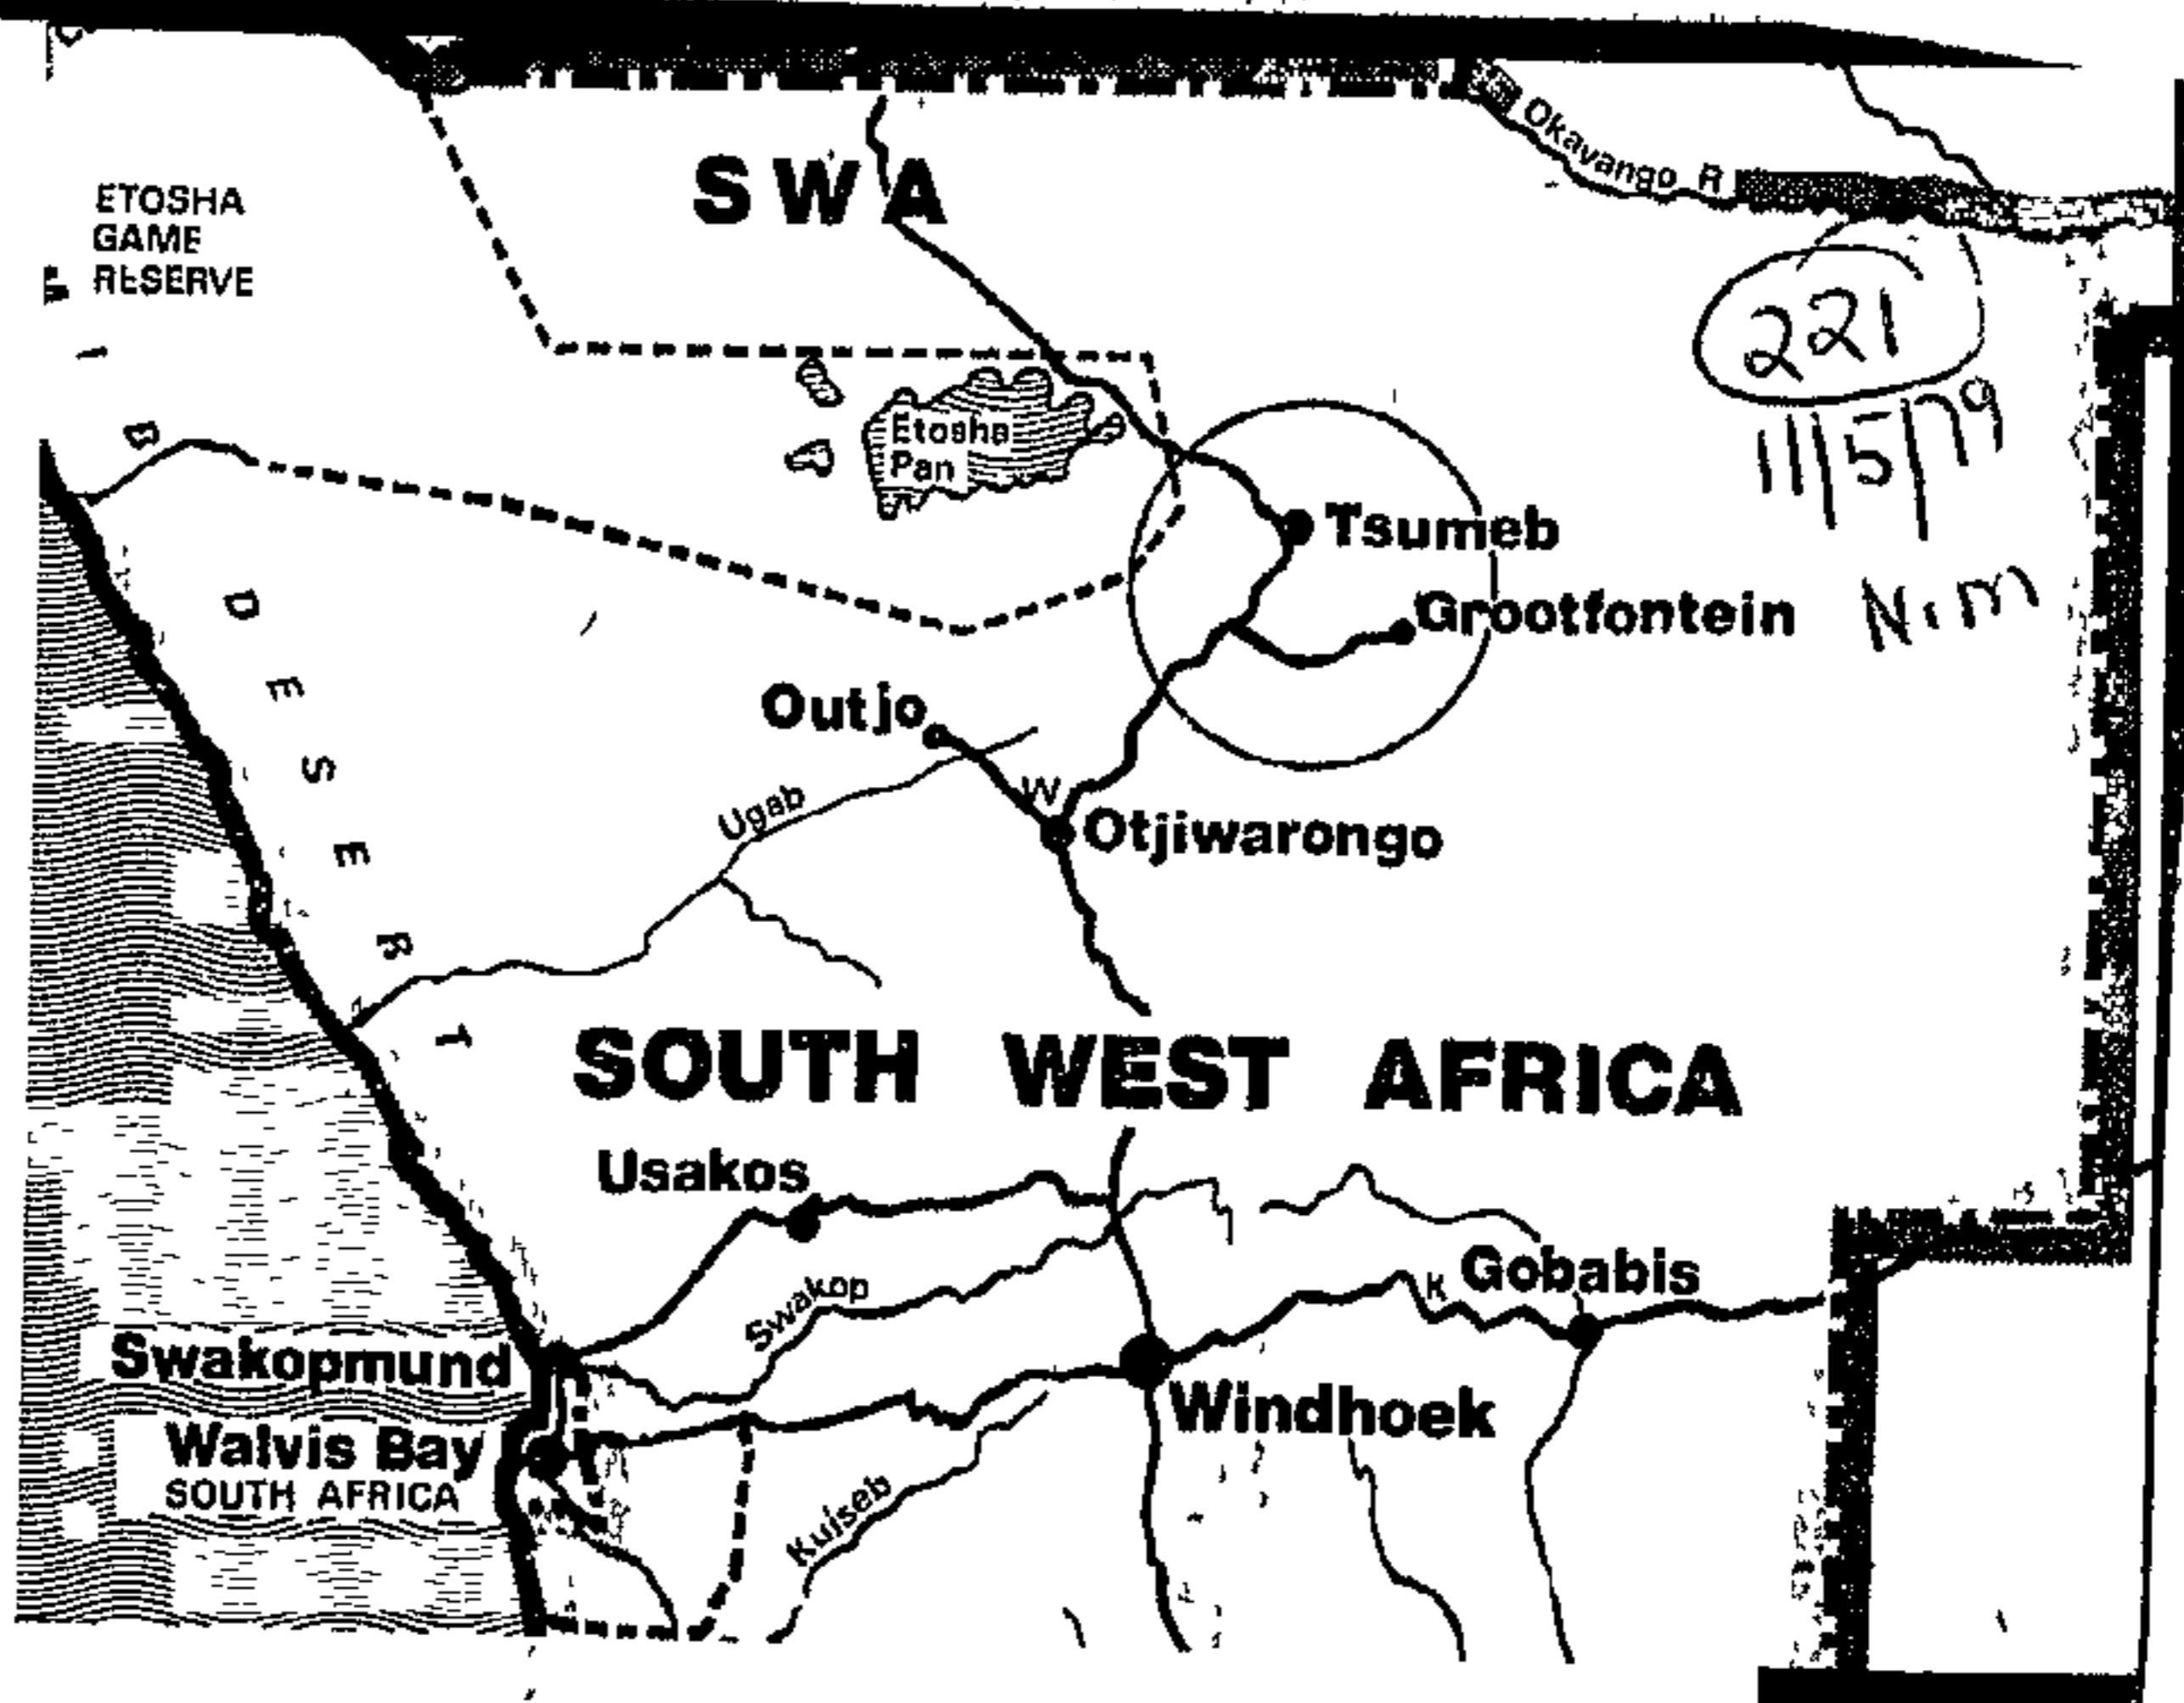 Okavango R
SWA
ETOSHA
GAME
RESERVE
221
11/5/79
Etosha
Pan
Tsumeb
Grootfontein
Outjo
W
Ugab
Otjiwarongo
D
E
S
E
R
T
SOUTH WEST AFRICA
Usakos
Gobabis
K
Swakop
Swakopmund
Windhoek
Walvis Bay
SOUTH AFRICA
Kuiseb